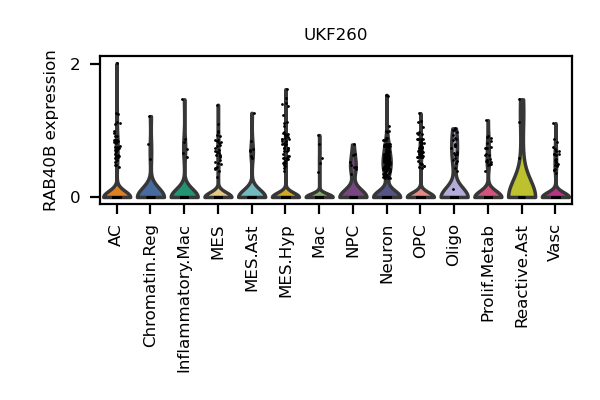 UKF260
RAB40B expression
2
0
AC
Chromatin.Reg
Inflammatory.Mac
MES
MES.Ast
MES.Hyp
Mac
NPC
Neuron
OPC
Oligo
Prolif.Metab
Reactive.Ast
Vasc